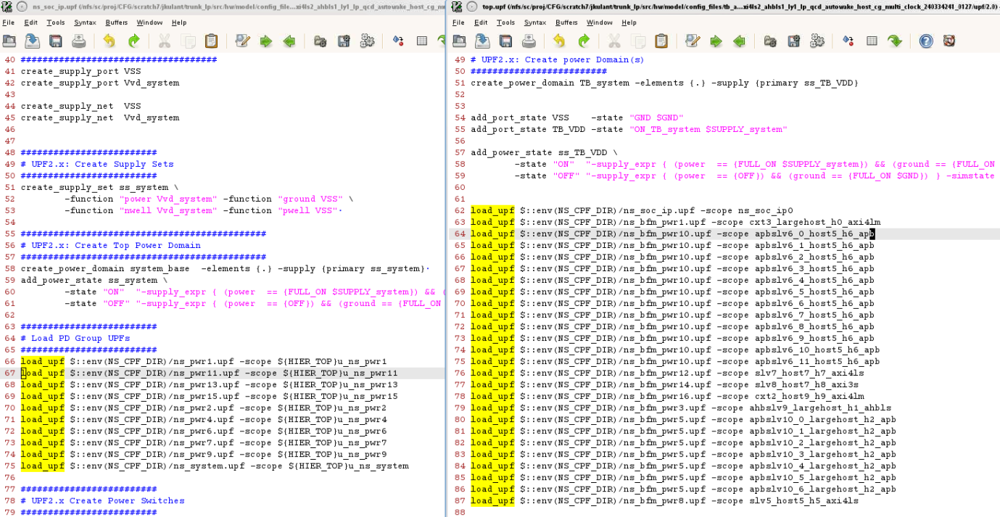 ns_soc_ip.upf (/nfs/sc/proj/CFG/scratch7/jkulant/trunk_lp/src/hw/model/config_file...xi4ls2_ahbls1_ly1_lp_qcd_autowake_host_cg_m
File Edit Tools Syntax Buffers Window Help
40 ####################################
41 create_supply_port VSS
42 create_supply_port Vvd_system
43
44 create_supply_net  VSS
45 create_supply_net  Vvd_system
46
47
48 #########################
49 # UPF2.x: Create Supply Sets
50 #########################
51 create_supply_set ss_system \
52         -function "power Vvd_system" -function "ground VSS" \
53         -function "nwell Vvd_system" -function "pwell VSS"·
54
55 #############################################
56 # UPF2.x: Create Top Power Domain
57 #############################################
58 create_power_domain system_base  -elements {.} -supply {primary ss_system}·
59 add_power_state ss_system \
60         -state "ON"  "-supply_expr { (power  == {FULL_ON $SUPPLY_system}) && (
61         -state "OFF" "-supply_expr { (power  == {OFF}) && (ground == {FULL_ON
62
63 #########################
64 # Load PD Group UPFs
65 #########################
66 load_upf $::env(NS_CPF_DIR)/ns_pwr1.upf -scope ${HIER_TOP}u_ns_pwr1
67 load_upf $::env(NS_CPF_DIR)/ns_pwr11.upf -scope ${HIER_TOP}u_ns_pwr11
68 load_upf $::env(NS_CPF_DIR)/ns_pwr13.upf -scope ${HIER_TOP}u_ns_pwr13
69 load_upf $::env(NS_CPF_DIR)/ns_pwr15.upf -scope ${HIER_TOP}u_ns_pwr15
70 load_upf $::env(NS_CPF_DIR)/ns_pwr2.upf -scope ${HIER_TOP}u_ns_pwr2
71 load_upf $::env(NS_CPF_DIR)/ns_pwr4.upf -scope ${HIER_TOP}u_ns_pwr4
72 load_upf $::env(NS_CPF_DIR)/ns_pwr6.upf -scope ${HIER_TOP}u_ns_pwr6
73 load_upf $::env(NS_CPF_DIR)/ns_pwr7.upf -scope ${HIER_TOP}u_ns_pwr7
74 load_upf $::env(NS_CPF_DIR)/ns_pwr9.upf -scope ${HIER_TOP}u_ns_pwr9
75 load_upf $::env(NS_CPF_DIR)/ns_system.upf -scope ${HIER_TOP}u_ns_system
76
77 #########################
78 # UPF2.x Create Power Switches
79 #########################
top.upf (/nfs/sc/proj/CFG/scratch7/jkulant/trunk_lp/src/hw/model/config_files/tb_a...xi4ls2_ahbls1_ly1_lp_qcd_autowake_host_cg_multi_clock_240334241_0127/upf/2.0) -
File Edit Tools Syntax Buffers Window Help
49 # UPF2.x: Create power Domain(s)
50 #########################
51 create_power_domain TB_system -elements {.} -supply {primary ss_TB_VDD}
52
53
54 add_port_state VSS    -state "GND $GND"
55 add_port_state TB_VDD -state "ON_TB_system $SUPPLY_system"
56
57 add_power_state ss_TB_VDD \
58         -state "ON"  "-supply_expr { (power  == {FULL_ON $SUPPLY_system}) && (ground == {FULL_ON
59         -state "OFF" "-supply_expr { (power  == {OFF}) && (ground == {FULL_ON $GND}) } -simstate
60
61
62 load_upf $::env(NS_CPF_DIR)/ns_soc_ip.upf -scope ns_soc_ip0
63 load_upf $::env(NS_CPF_DIR)/ns_bfm_pwr1.upf -scope cxt3_largehost_h0_axi4lm
64 load_upf $::env(NS_CPF_DIR)/ns_bfm_pwr10.upf -scope apbslv6_0_host5_h6_apb
65 load_upf $::env(NS_CPF_DIR)/ns_bfm_pwr10.upf -scope apbslv6_1_host5_h6_apb
66 load_upf $::env(NS_CPF_DIR)/ns_bfm_pwr10.upf -scope apbslv6_2_host5_h6_apb
67 load_upf $::env(NS_CPF_DIR)/ns_bfm_pwr10.upf -scope apbslv6_3_host5_h6_apb
68 load_upf $::env(NS_CPF_DIR)/ns_bfm_pwr10.upf -scope apbslv6_4_host5_h6_apb
69 load_upf $::env(NS_CPF_DIR)/ns_bfm_pwr10.upf -scope apbslv6_5_host5_h6_apb
70 load_upf $::env(NS_CPF_DIR)/ns_bfm_pwr10.upf -scope apbslv6_6_host5_h6_apb
71 load_upf $::env(NS_CPF_DIR)/ns_bfm_pwr10.upf -scope apbslv6_7_host5_h6_apb
72 load_upf $::env(NS_CPF_DIR)/ns_bfm_pwr10.upf -scope apbslv6_8_host5_h6_apb
73 load_upf $::env(NS_CPF_DIR)/ns_bfm_pwr10.upf -scope apbslv6_9_host5_h6_apb
74 load_upf $::env(NS_CPF_DIR)/ns_bfm_pwr10.upf -scope apbslv6_10_host5_h6_apb
75 load_upf $::env(NS_CPF_DIR)/ns_bfm_pwr10.upf -scope apbslv6_11_host5_h6_apb
76 load_upf $::env(NS_CPF_DIR)/ns_bfm_pwr12.upf -scope slv7_host7_h7_axi4ls
77 load_upf $::env(NS_CPF_DIR)/ns_bfm_pwr14.upf -scope slv8_host7_h8_axi3s
78 load_upf $::env(NS_CPF_DIR)/ns_bfm_pwr16.upf -scope cxt2_host9_h9_axi4lm
79 load_upf $::env(NS_CPF_DIR)/ns_bfm_pwr3.upf -scope ahbslv9_largehost_h1_ahbls
80 load_upf $::env(NS_CPF_DIR)/ns_bfm_pwr5.upf -scope apbslv10_0_largehost_h2_apb
81 load_upf $::env(NS_CPF_DIR)/ns_bfm_pwr5.upf -scope apbslv10_1_largehost_h2_apb
82 load_upf $::env(NS_CPF_DIR)/ns_bfm_pwr5.upf -scope apbslv10_2_largehost_h2_apb
83 load_upf $::env(NS_CPF_DIR)/ns_bfm_pwr5.upf -scope apbslv10_3_largehost_h2_apb
84 load_upf $::env(NS_CPF_DIR)/ns_bfm_pwr5.upf -scope apbslv10_4_largehost_h2_apb
85 load_upf $::env(NS_CPF_DIR)/ns_bfm_pwr5.upf -scope apbslv10_5_largehost_h2_apb
86 load_upf $::env(NS_CPF_DIR)/ns_bfm_pwr5.upf -scope apbslv10_6_largehost_h2_apb
87 load_upf $::env(NS_CPF_DIR)/ns_bfm_pwr8.upf -scope slv5_host5_h5_axi4ls
88